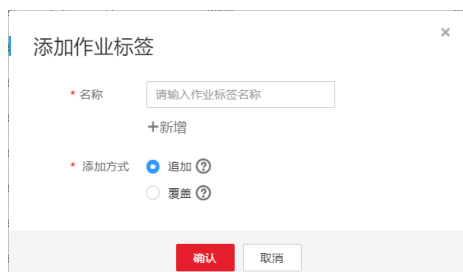 添加作业标签
* 名称 请输入作业标签名称
+新增
* 添加方式 追加 ?
覆盖 ?
确认 取消